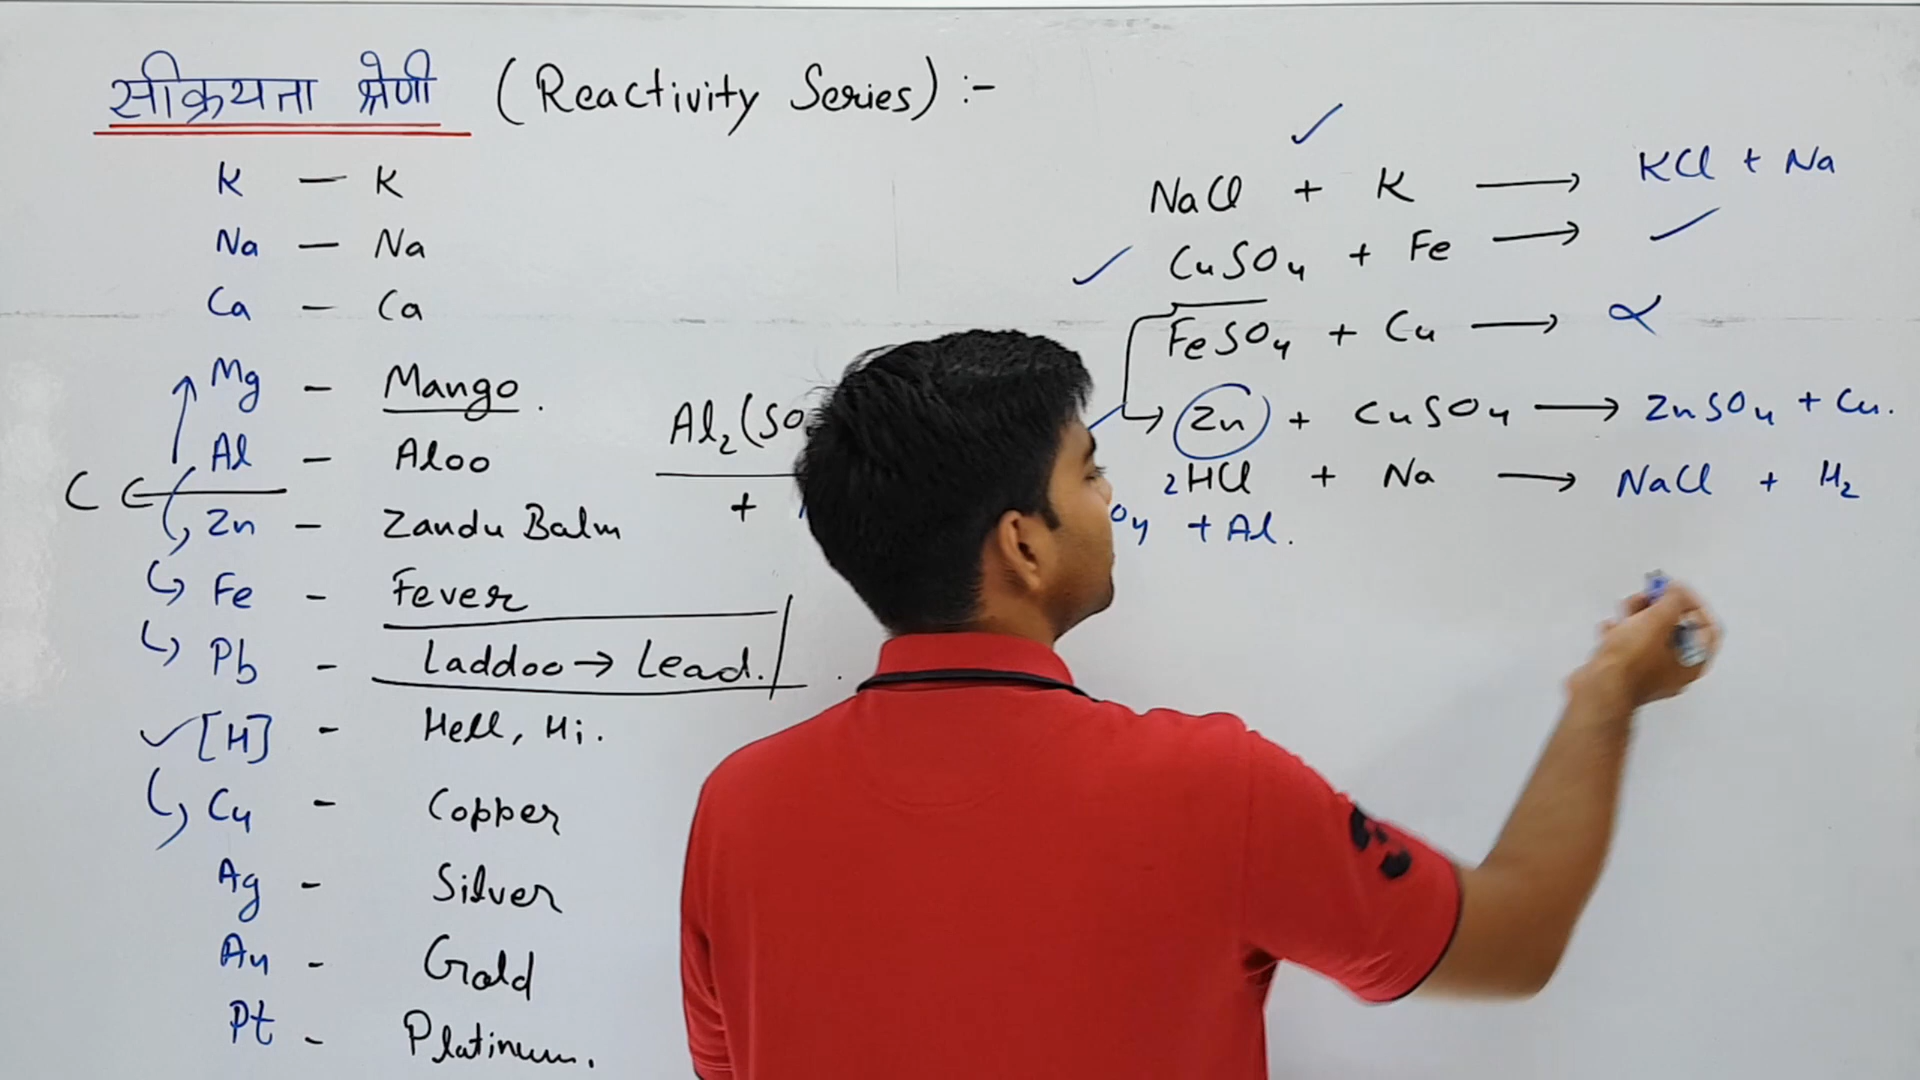 सक्रियता श्रेणी (Reactivity Series) :-
K — K
Na — Na
Ca — Ca
Mg - Mango.
Al - Aloo
C
Zn - Zandu Balm
Fe - Fever
Pb - Laddoo → Lead.
[H] - Hell, Hi.
Cu - Copper
Ag - Silver
Au - Gold
Pt - Platinum.
Al₂(SO
+
NaCl + K → KCl + Na
CuSO₄ + Fe → ✓
FeSO₄ + Cu →
Zn + CuSO₄ → ZnSO₄ + Cu.
2HCl + Na → NaCl + H₂
O₄ + Al.